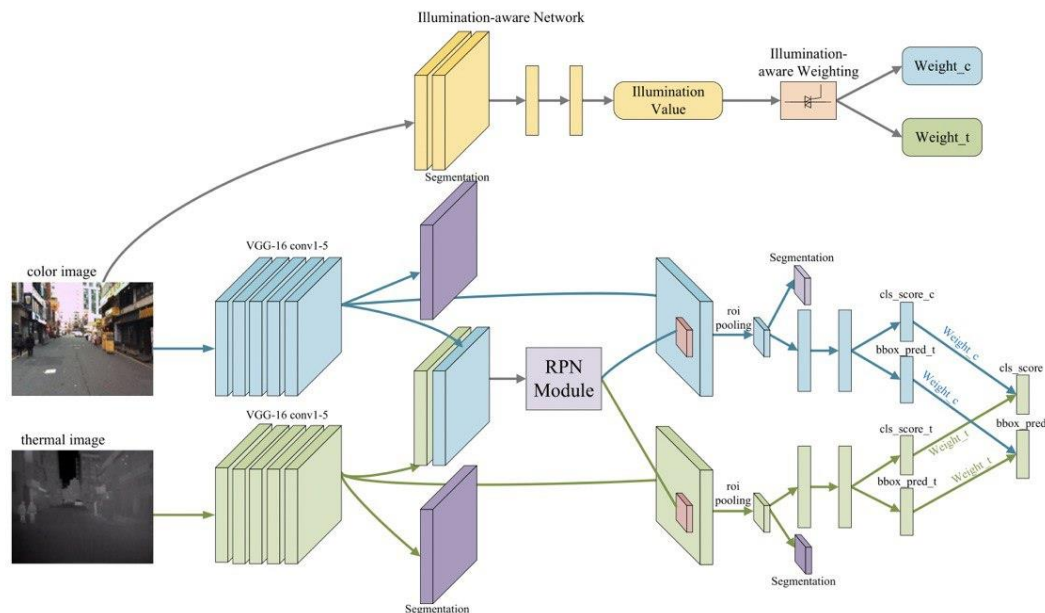 Illumination-aware Network
Illumination-
aware Weighting
Weight_c
Illumination
Value
Weight_t
Segmentation
VGG-16 conv1-5
color image
Segmentation
cls_score_c
roi
pooling
Weight_c
bbox_pred_t
cls_score
RPN
Module
Weight_c
VGG-16 conv1-5
thermal image
cls_score_t
bbox_pred
Weight_t
roi
pooling
bbox_pred_t
Weight_t
Segmentation
Segmentation